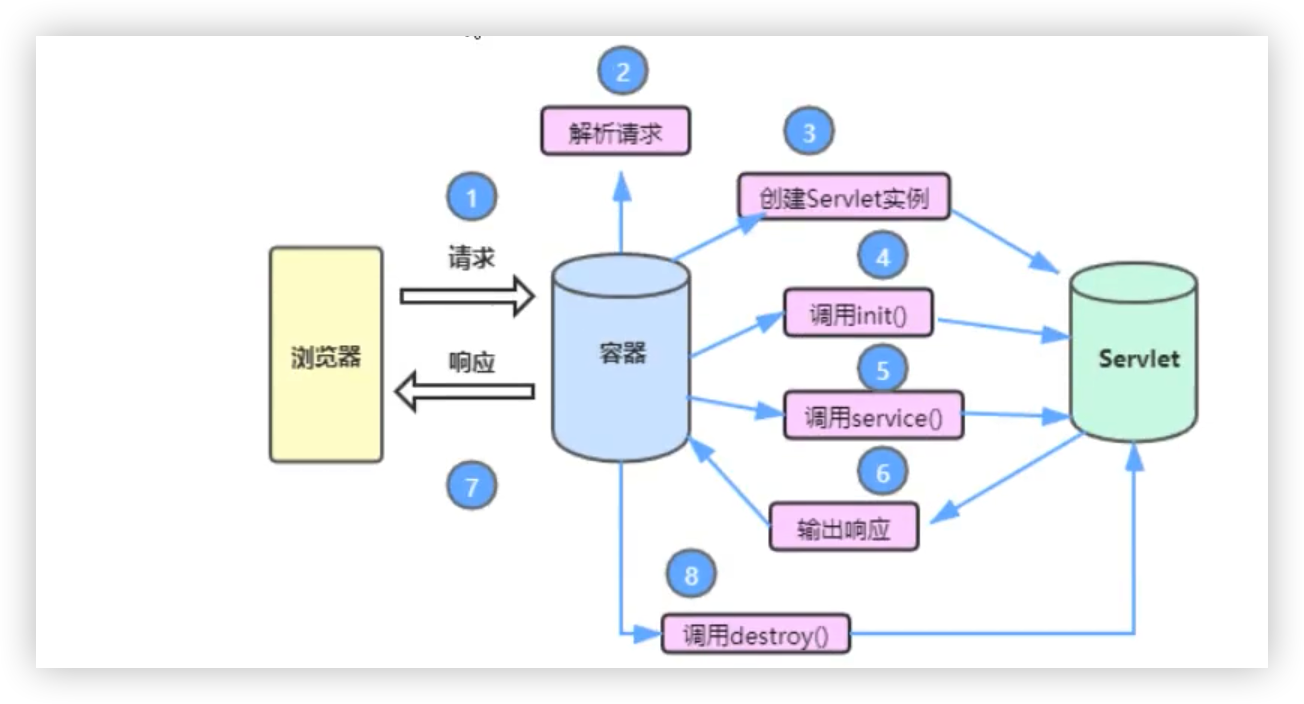 2
解析请求
3
1
创建Servlet实例
请求
4
调用init()
浏览器
响应
容器
5
Servlet
调用service()
7
6
输出响应
8
调用destroy()